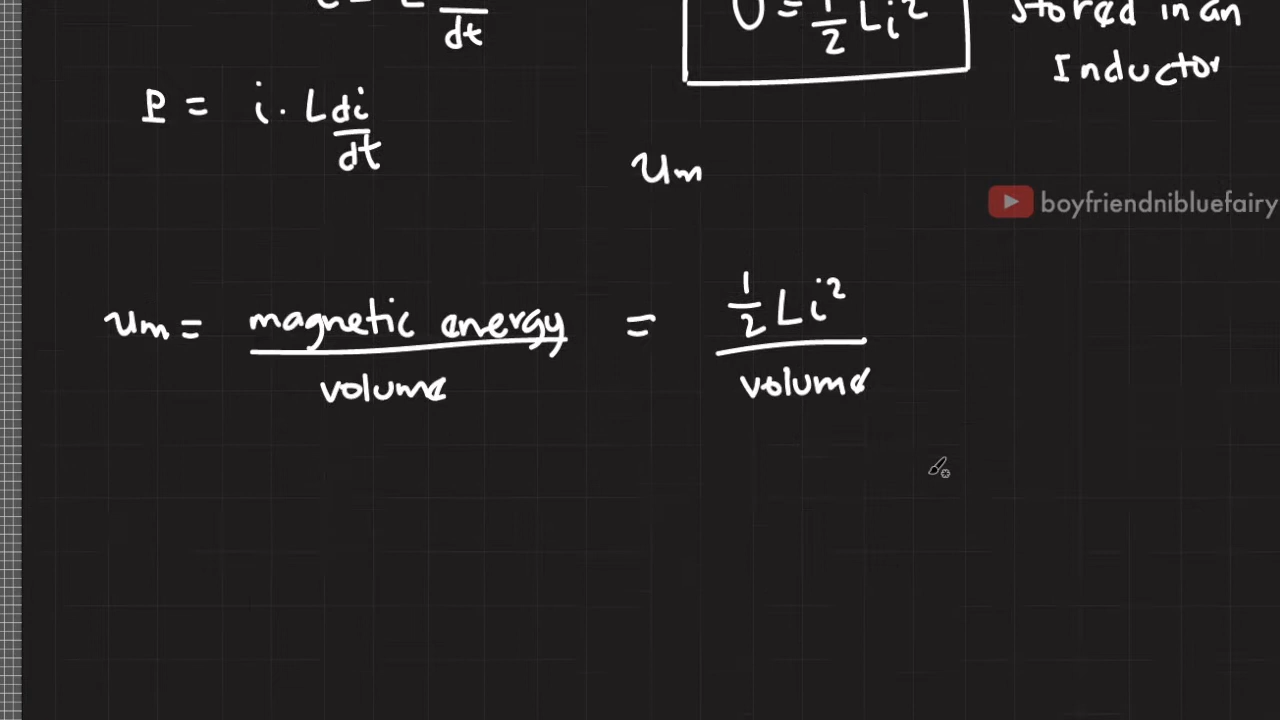 dt
U = 1/2 Li²
stored in an
Inductor
P = i · L di/dt
um
boyfriendnibluefairy
um = magnetic energy/volume = 1/2 Li²/volume